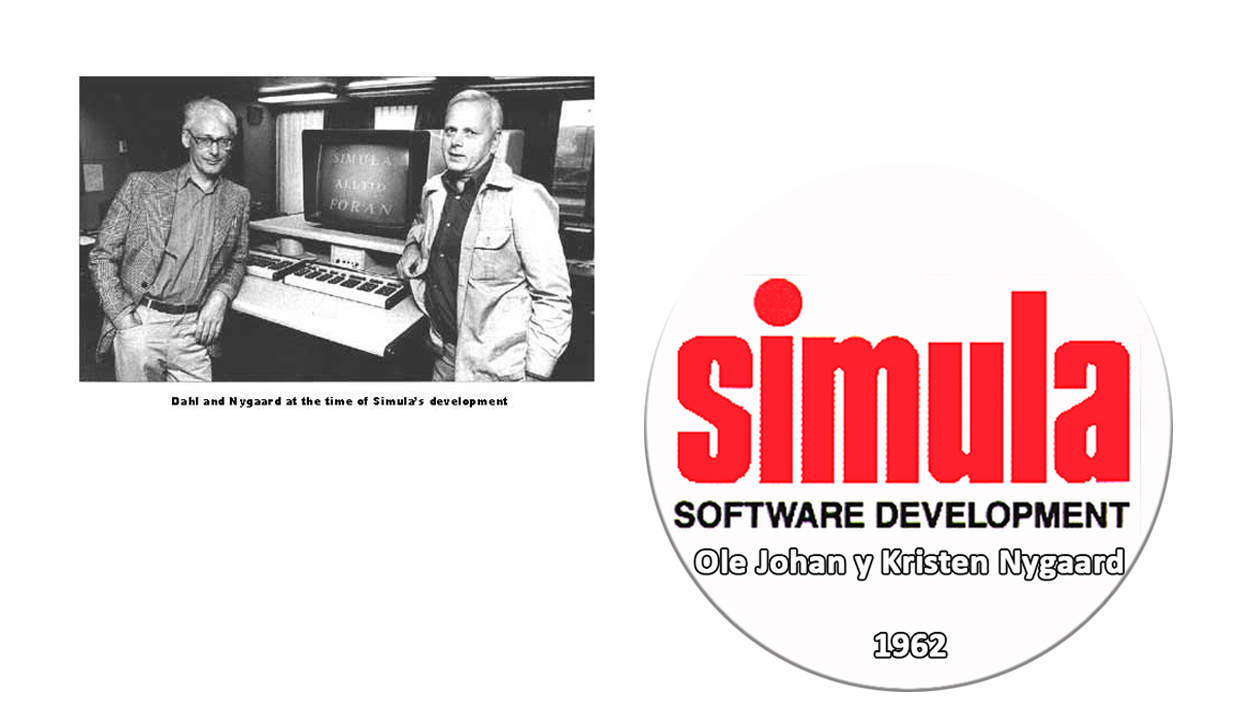 SIMULA
ALLTID
FORAN
Dahl and Nygaard at the time of Simula's development
simula
SOFTWARE DEVELOPMENT
Ole Johan y Kristen Nygaard
1962